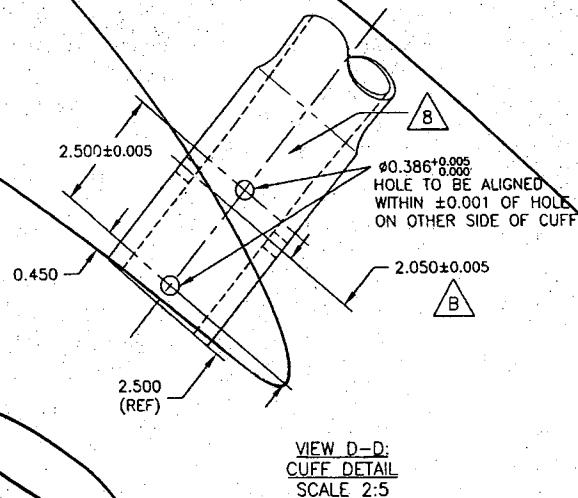 8
2.500±0.005
ø0.386+0.005
0.000
HOLE TO BE ALIGNED
WITHIN ±0.001 OF HOLE
ON OTHER SIDE OF CUFF
0.450
2.050±0.005
B
2.500
(REF)
VIEW D-D:
CUFF DETAIL
SCALE 2:5